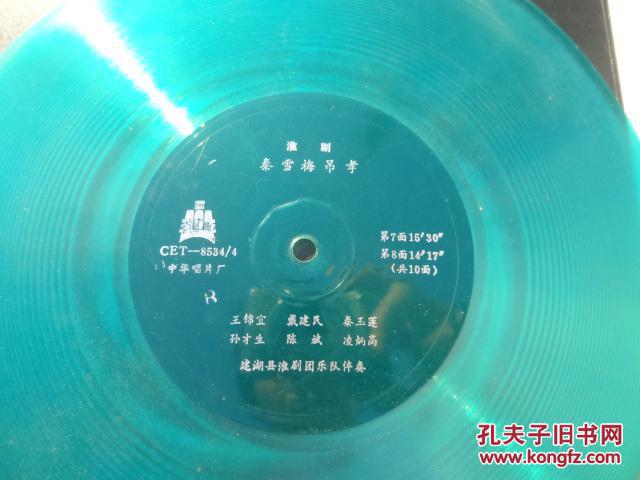 淮剧
秦雪梅吊孝
CET—8534/4
中华唱片厂
第7面15′30″
第8面14′17″
(共10面)
王锦宜 戴建民 秦玉莲
孙才生 陈斌 凌炳高
建湖县淮剧团乐队伴奏
孔夫子旧书网
www.kongfz.com